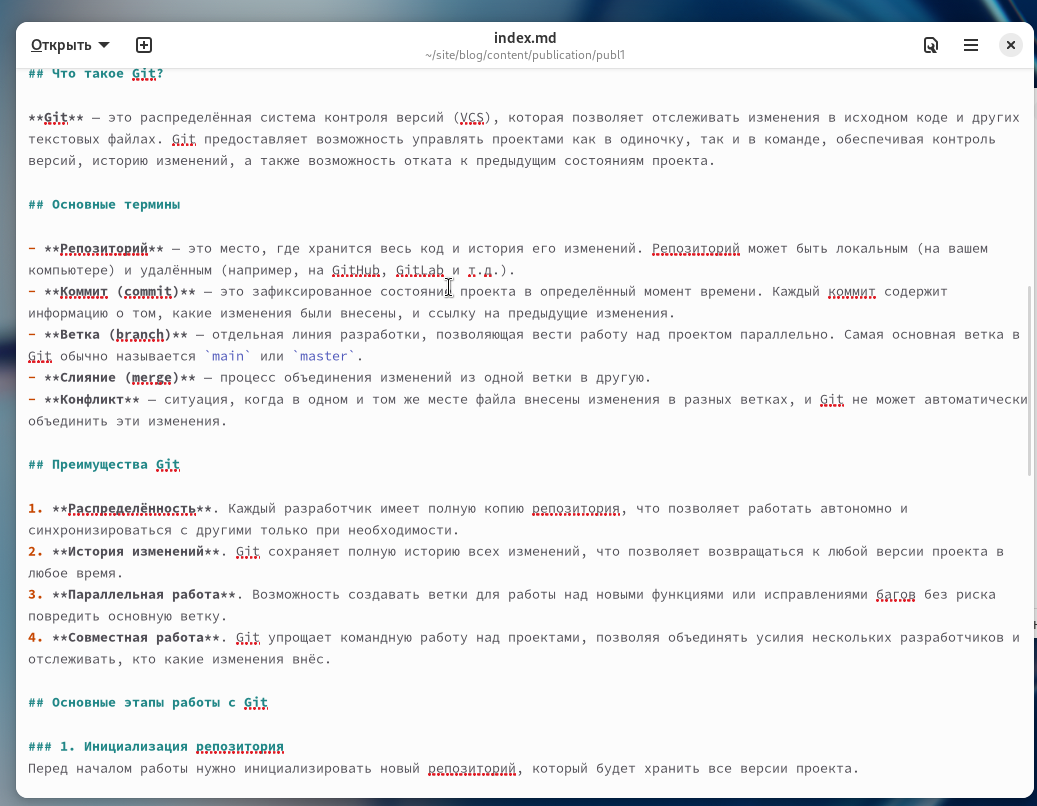 Открыть
index.md
~/site/blog/content/publication/publ1
## Что такое Git?
**Git** — это распределённая система контроля версий (VCS), которая позволяет отслеживать изменения в исходном коде и других
текстовых файлах. Git предоставляет возможность управлять проектами как в одиночку, так и в команде, обеспечивая контроль
версий, историю изменений, а также возможность отката к предыдущим состояниям проекта.
## Основные термины
- **Репозиторий** — это место, где хранится весь код и история его изменений. Репозиторий может быть локальным (на вашем
компьютере) и удалённым (например, на GitHub, GitLab и т.д.).
- **Коммит (commit)** — это зафиксированное состояние проекта в определённый момент времени. Каждый коммит содержит
информацию о том, какие изменения были внесены, и ссылку на предыдущие изменения.
- **Ветка (branch)** — отдельная линия разработки, позволяющая вести работу над проектом параллельно. Самая основная ветка в
Git обычно называется `main` или `master`.
- **Слияние (merge)** — процесс объединения изменений из одной ветки в другую.
- **Конфликт** — ситуация, когда в одном и том же месте файла внесены изменения в разных ветках, и Git не может автоматически
объединить эти изменения.
## Преимущества Git
1. **Распределённость**. Каждый разработчик имеет полную копию репозитория, что позволяет работать автономно и
синхронизироваться с другими только при необходимости.
2. **История изменений**. Git сохраняет полную историю всех изменений, что позволяет возвращаться к любой версии проекта в
любое время.
3. **Параллельная работа**. Возможность создавать ветки для работы над новыми функциями или исправлениями багов без риска
повредить основную ветку.
4. **Совместная работа**. Git упрощает командную работу над проектами, позволяя объединять усилия нескольких разработчиков и
отслеживать, кто какие изменения внёс.
## Основные этапы работы с Git
### 1. Инициализация репозитория
Перед началом работы нужно инициализировать новый репозиторий, который будет хранить все версии проекта.